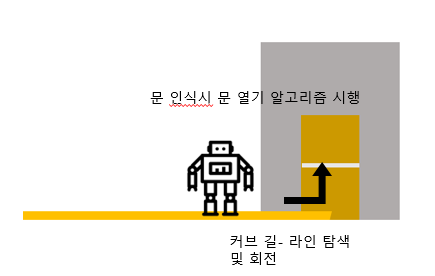 문 인식시 문 열기 알고리즘 시행
커브 길- 라인 탐색
및 회전